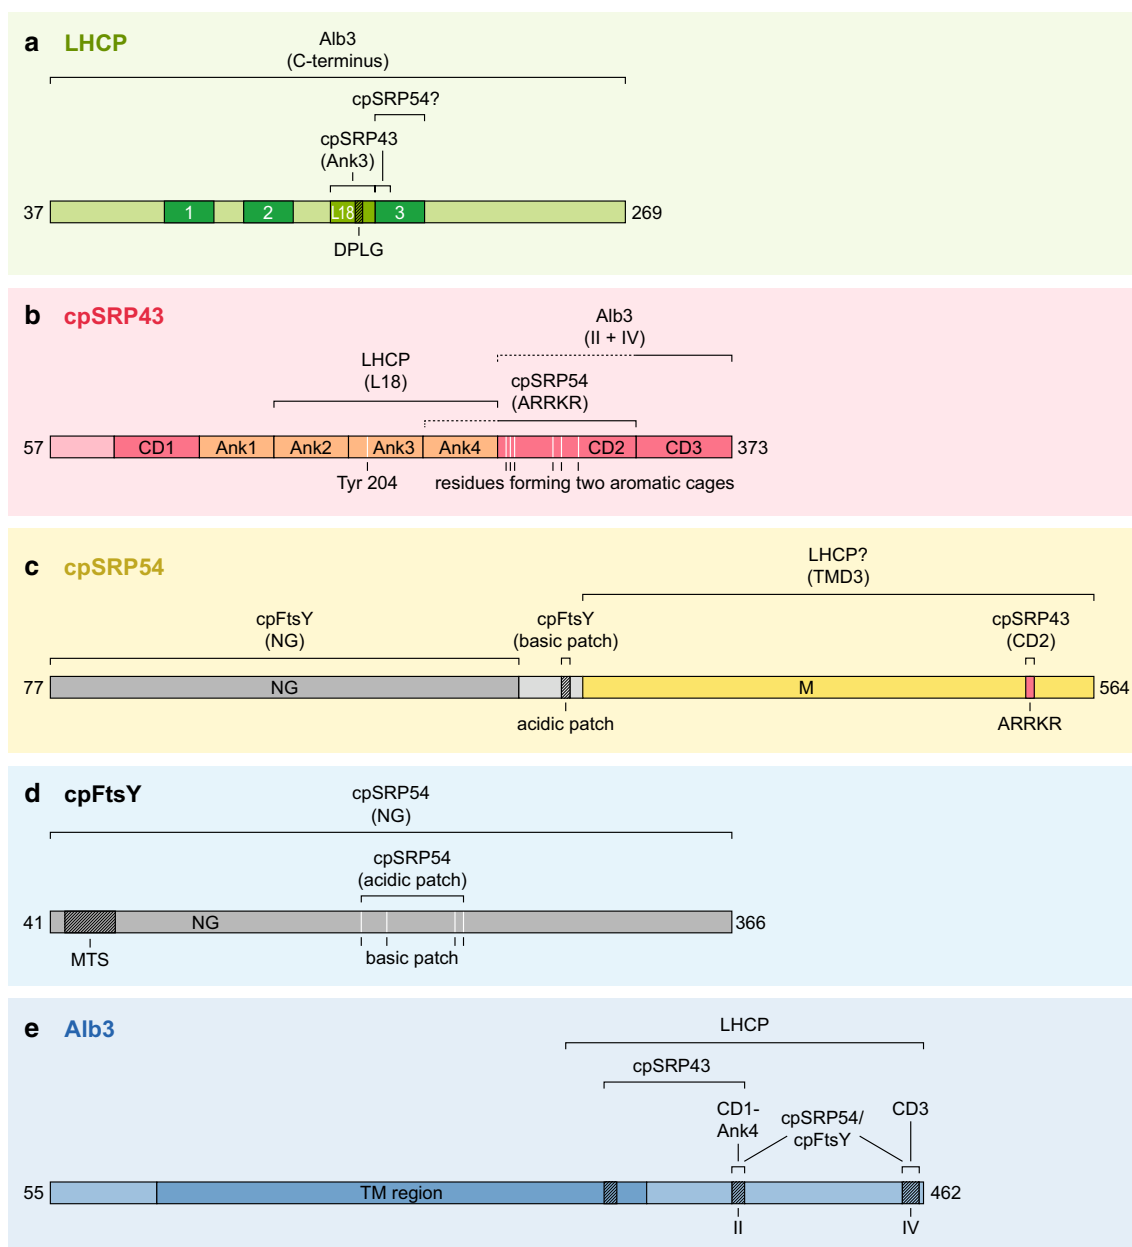 a LHCP
Alb3
(C-terminus)
cpSRP54?
cpSRP43
(Ank3)
37 1 2 L18 3 269
DPLG
b cpSRP43
Alb3
(II + IV)
LHCP
(L18)
cpSRP54
(ARRKR)
57 CD1 Ank1 Ank2 Ank3 Ank4 CD2 CD3 373
Tyr 204 residues forming two aromatic cages
c cpSRP54
LHCP?
(TMD3)
cpFtsY
(NG)
cpFtsY
(basic patch)
cpSRP43
(CD2)
77 NG M 564
acidic patch ARRKR
d cpFtsY
cpSRP54
(NG)
cpSRP54
(acidic patch)
41 NG 366
MTS basic patch
e Alb3
LHCP
cpSRP43
CD1-
Ank4
cpSRP54/
cpFtsY
CD3
55 TM region 462
II IV